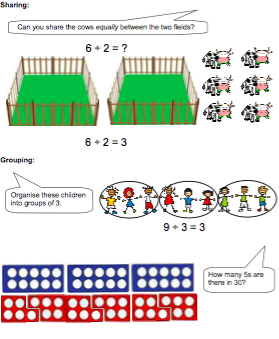 Sharing:
Can you share the cows equally between the two fields?
6 ÷ 2 = ?
6 ÷ 2 = 3
Grouping:
Organise these children
into groups of 3.
9 ÷ 3 = 3
How many 5s are
there in 30?